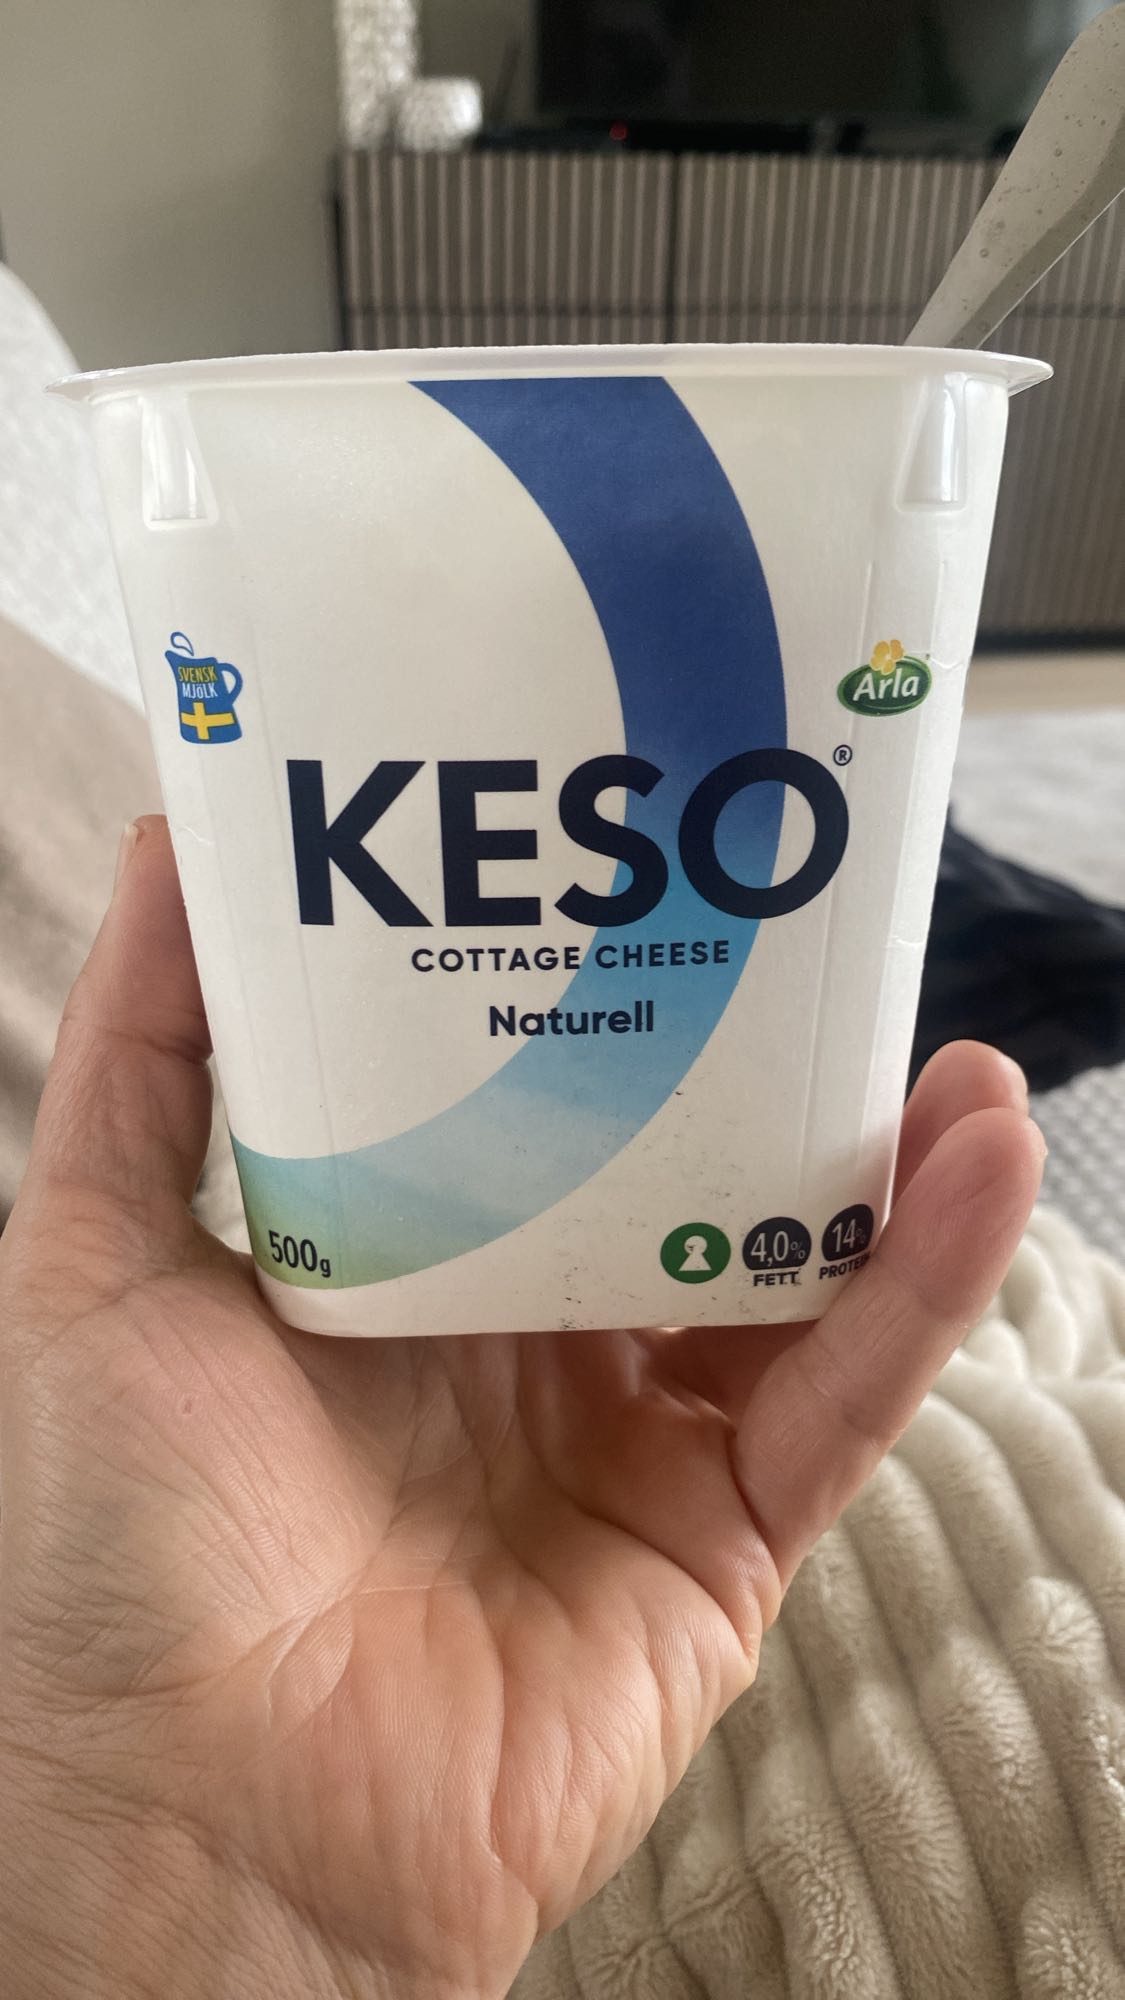 SVENSK
MJÖLK
Arla
KESO®
COTTAGE CHEESE
Naturell
500g
4,0%
FETT
14%
PROTEIN